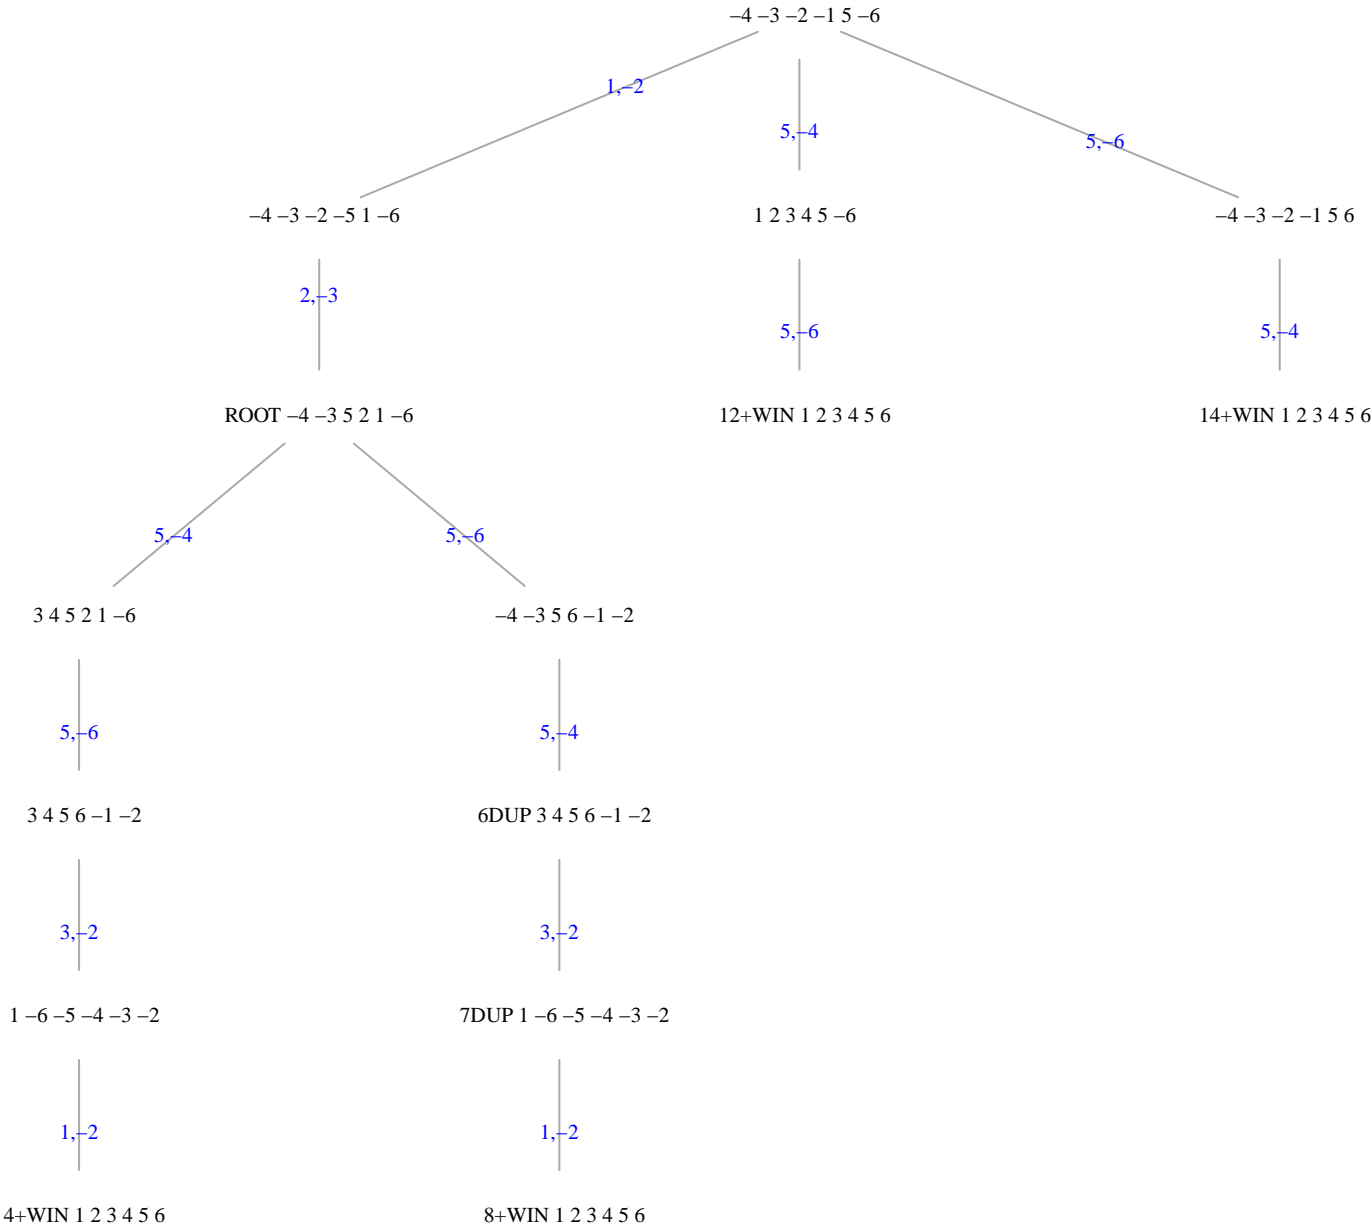 –4 –3 –2 –1 5 –6
1,–2
5,–4
5,–6
–4 –3 –2 –5 1 –6
1 2 3 4 5 –6
–4 –3 –2 –1 5 6
2,–3
5,–6
5,–4
ROOT –4 –3 5 2 1 –6
12+WIN 1 2 3 4 5 6
14+WIN 1 2 3 4 5 6
5,–4
5,–6
3 4 5 2 1 –6
–4 –3 5 6 –1 –2
5,–6
5,–4
3 4 5 6 –1 –2
6DUP 3 4 5 6 –1 –2
3,–2
3,–2
1 –6 –5 –4 –3 –2
7DUP 1 –6 –5 –4 –3 –2
1,–2
1,–2
4+WIN 1 2 3 4 5 6
8+WIN 1 2 3 4 5 6